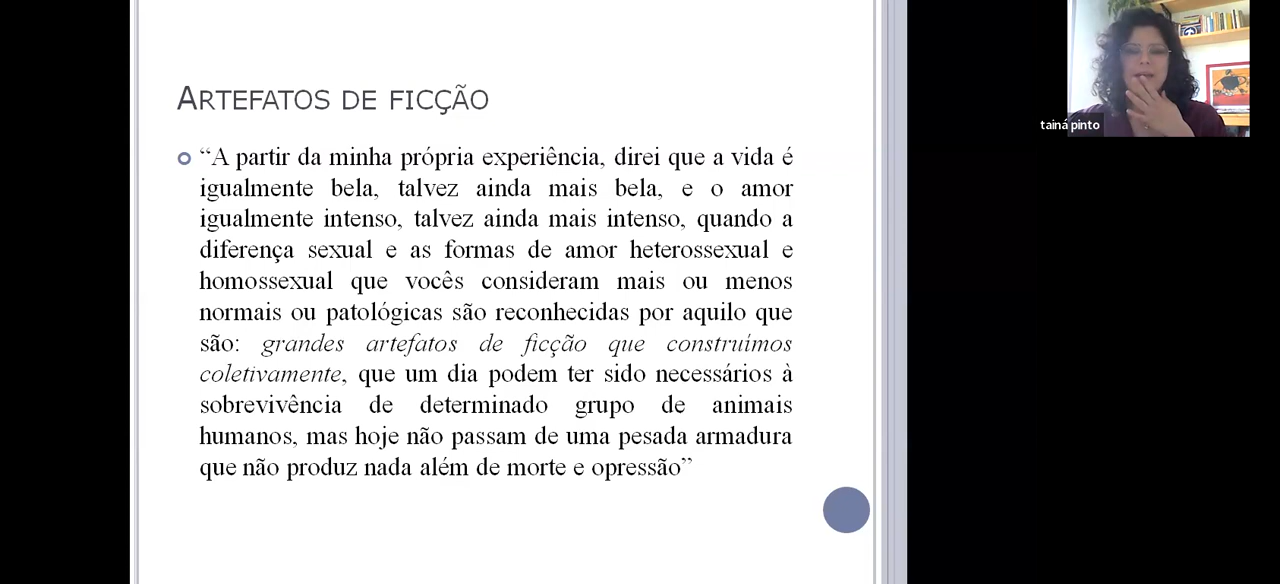 ARTEFATOS DE FICÇÃO
“A partir da minha própria experiência, direi que a vida é
igualmente bela, talvez ainda mais bela, e o amor
igualmente intenso, talvez ainda mais intenso, quando a
diferença sexual e as formas de amor heterossexual e
homossexual que vocês consideram mais ou menos
normais ou patológicas são reconhecidas por aquilo que
são: grandes artefatos de ficção que construímos
coletivamente, que um dia podem ter sido necessários à
sobrevivência de determinado grupo de animais
humanos, mas hoje não passam de uma pesada armadura
que não produz nada além de morte e opressão”
tainá pinto